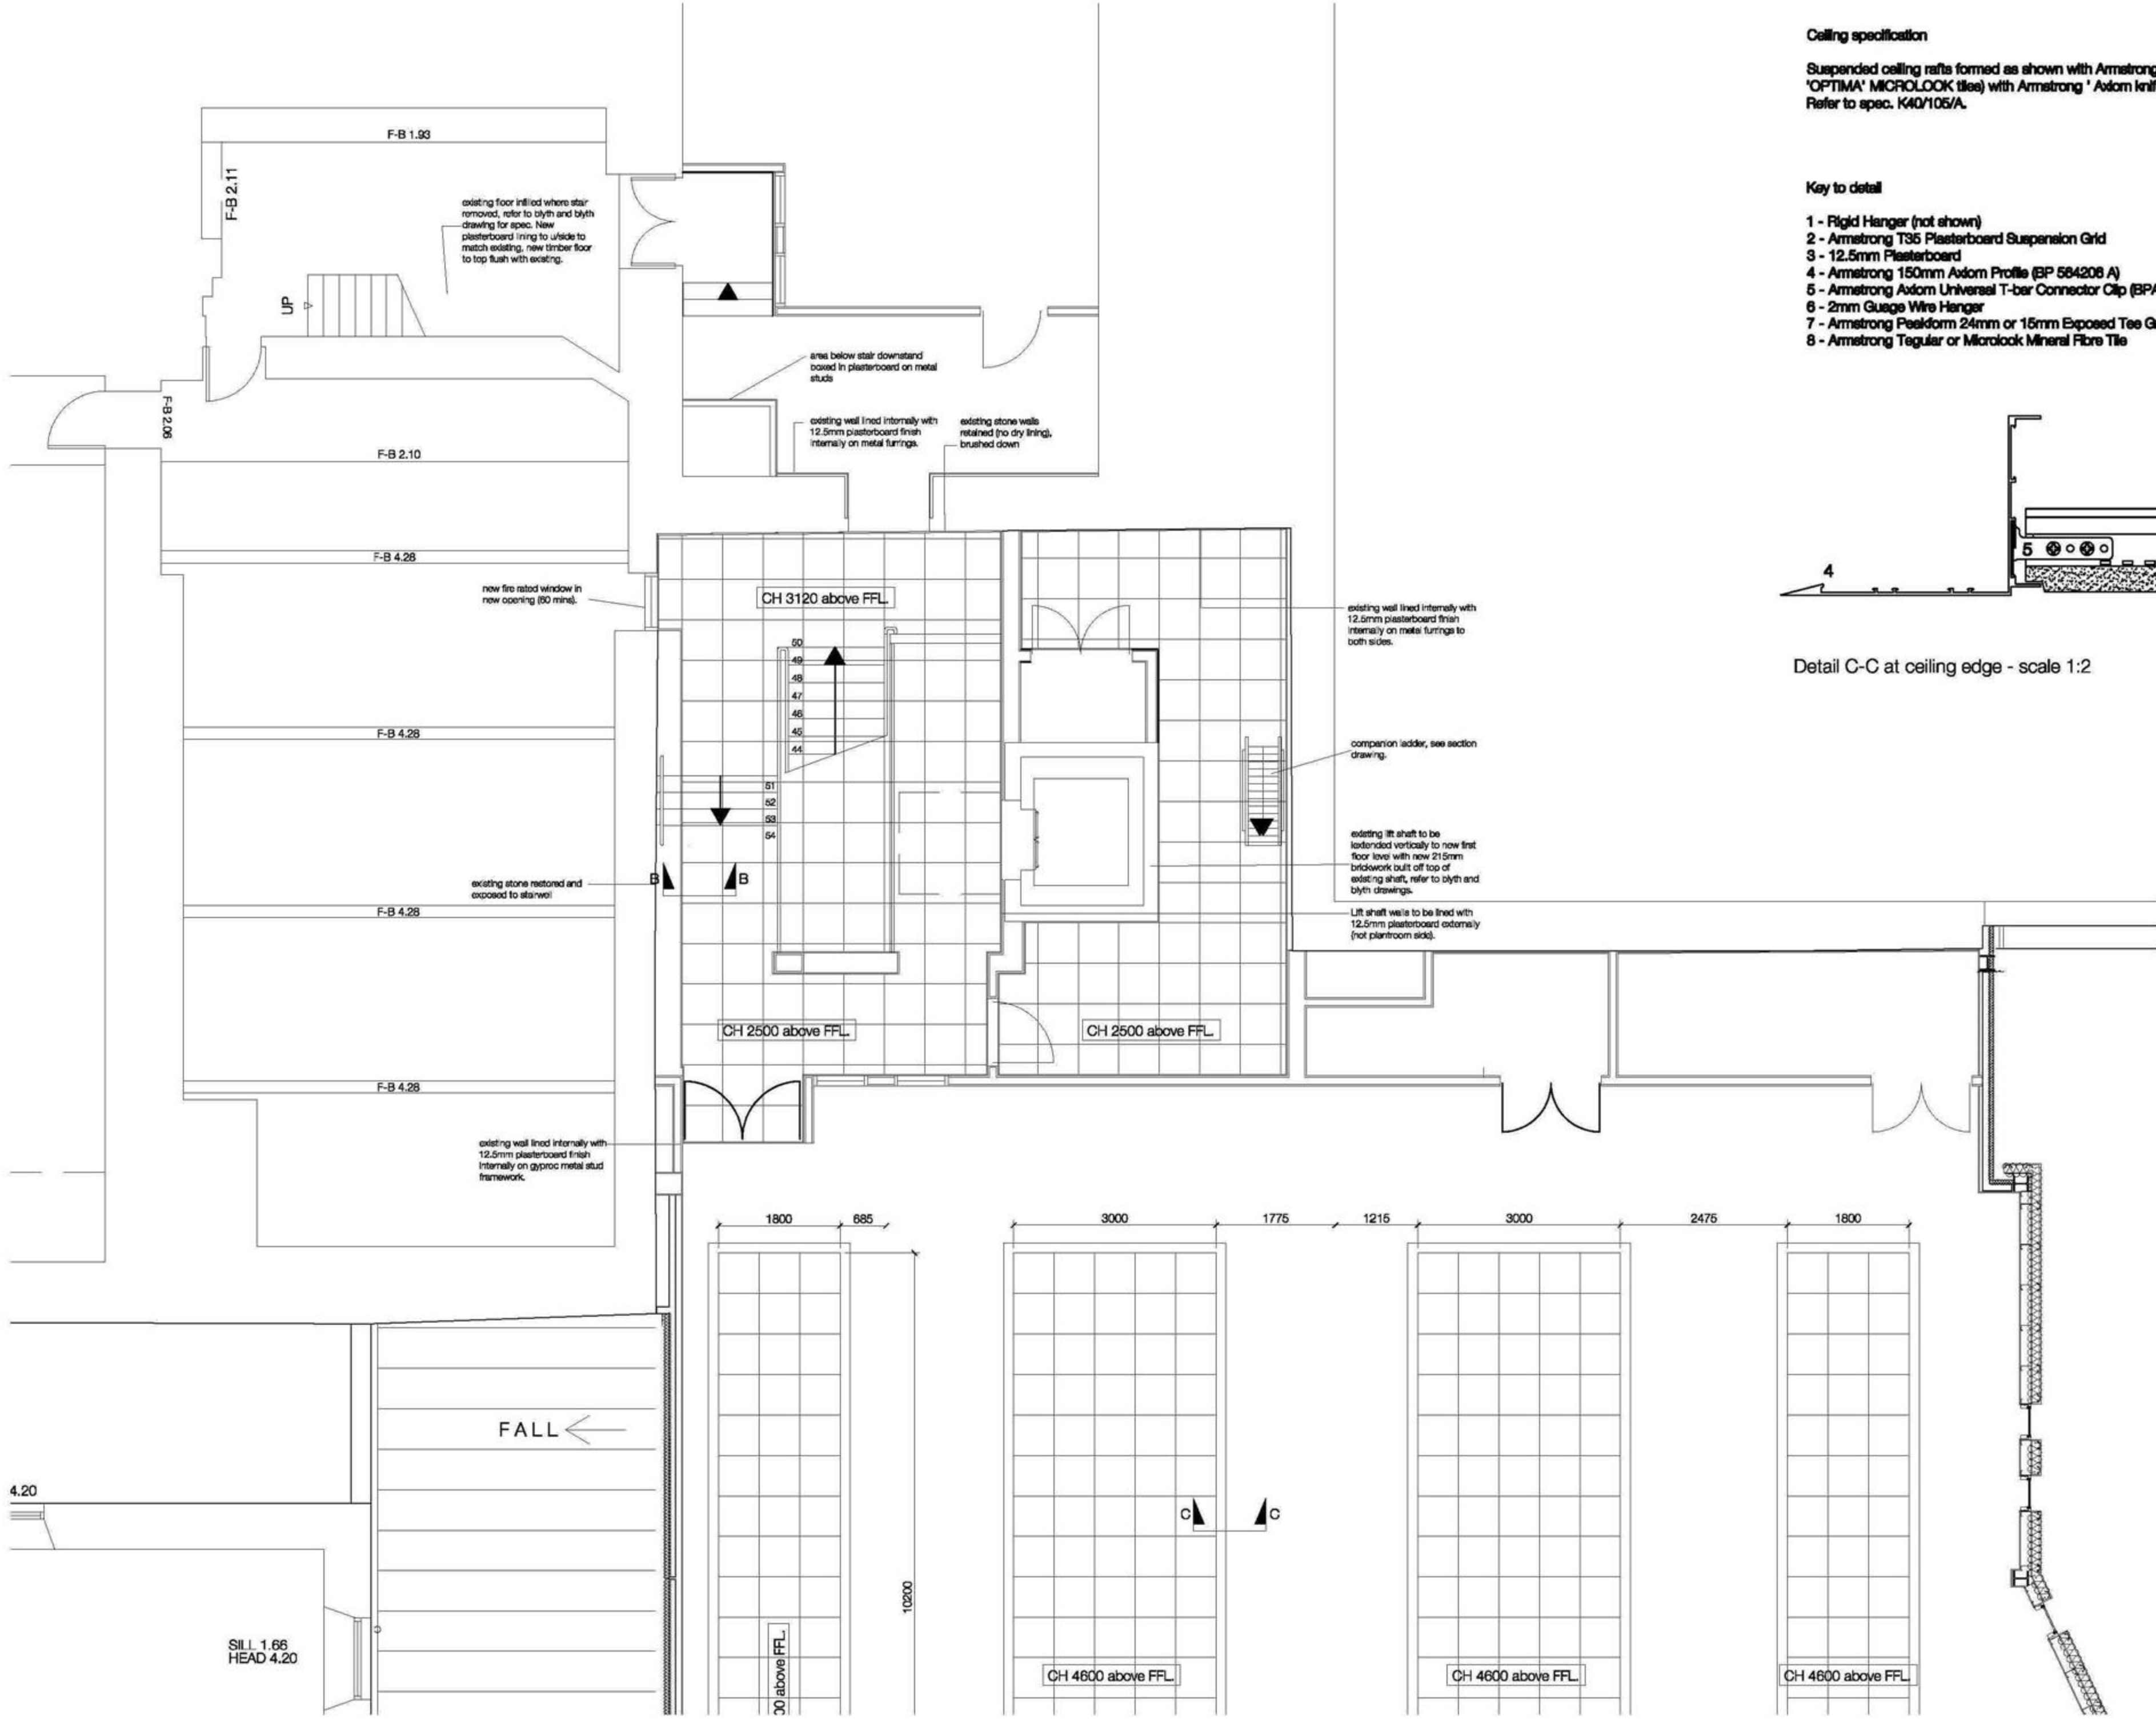 Ceiling specification
Suspended ceiling rafts formed as shown with Armstrong
'OPTIMA' MICROLOOK tiles) with Armstrong ' Axiom knif
Refer to spec. K40/105/A.
Key to detail
1 - Rigid Hanger (not shown)
2 - Armstrong T35 Plasterboard Suspension Grid
3 - 12.5mm Plasterboard
4 - Armstrong 150mm Axiom Profile (BP 564206 A)
5 - Armstrong Axiom Universal T-bar Connector Clip (BPA
6 - 2mm Guage Wire Hanger
7 - Armstrong Peakform 24mm or 15mm Exposed Tee G
8 - Armstrong Tegular or Microlook Mineral Fibre Tile
4
5
Detail C-C at ceiling edge - scale 1:2
F-B 1.93
F-B 2.11
existing floor infilled where stair
removed, refer to blyth and blyth
drawing for spec. New
plasterboard lining to u/side to
match existing, new timber floor
to top flush with existing.
UP
F-B 2.06
F-B 2.10
F-B 4.28
F-B 4.28
F-B 4.28
F-B 4.28
area below stair downstand
boxed in plasterboard on metal
studs
existing wall lined internally with
12.5mm plasterboard finish
internally on metal furrings.
existing stone walls
retained (no dry lining),
brushed down
new fire rated window in
new opening (60 mins).
CH 3120 above FFL.
50
49
48
47
46
45
44
51
52
53
54
B
B
existing stone restored and
exposed to stairwell
existing wall lined internally with
12.5mm plasterboard finish
internally on metal furrings to
both sides.
companion ladder, see section
drawing.
existing lift shaft to be
iextended vertically to new first
floor level with new 215mm
brickwork built off top of
existing shaft, refer to blyth and
blyth drawings.
Lift shaft walls to be lined with
12.5mm plasterboard externally
(not plantroom side).
CH 2500 above FFL.
CH 2500 above FFL.
existing wall lined internally with
12.5mm plasterboard finish
internally on gyproc metal stud
framework.
1800
685
3000
1775
1215
3000
2475
1800
10200
FALL
4.20
SILL 1.66
HEAD 4.20
C
C
00 above FFL.
CH 4600 above FFL.
CH 4600 above FFL.
CH 4600 above FFL.